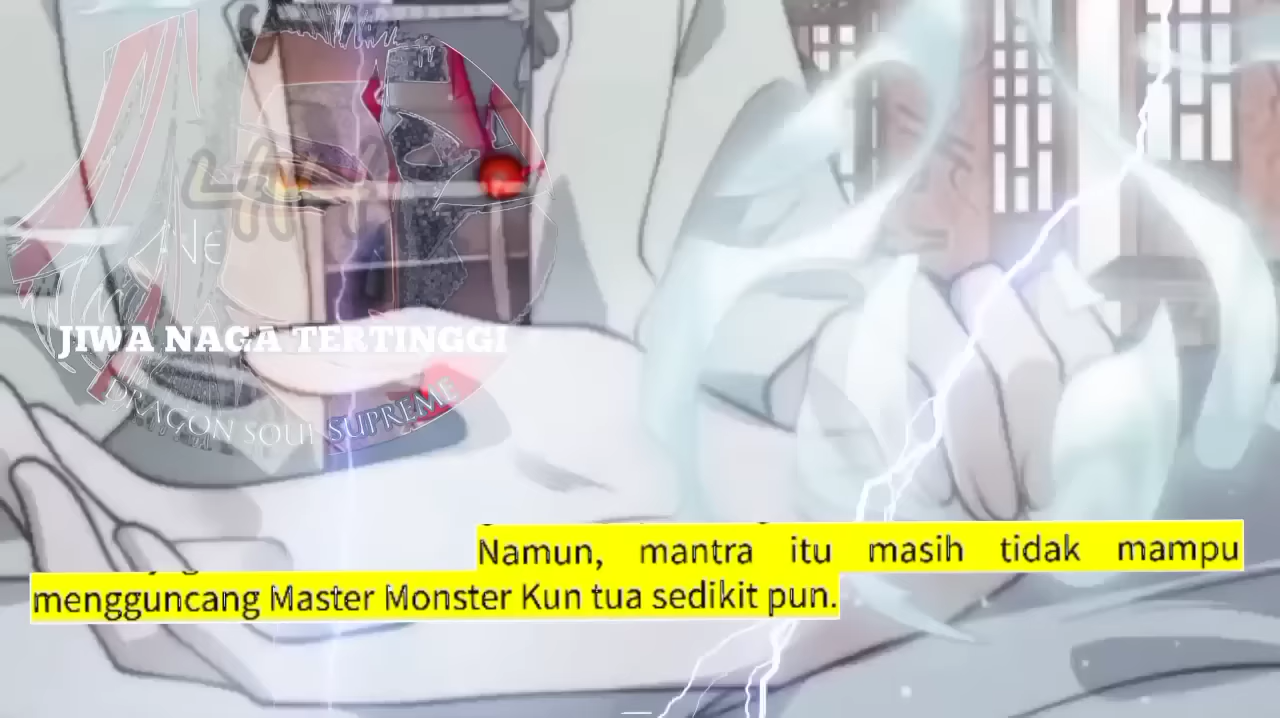 JIWA NAGA TERTINGGI
DRAGON SOUL SUPREME
Namun, mantra itu masih tidak mampu
mengguncang Master Monster Kun tua sedikit pun.